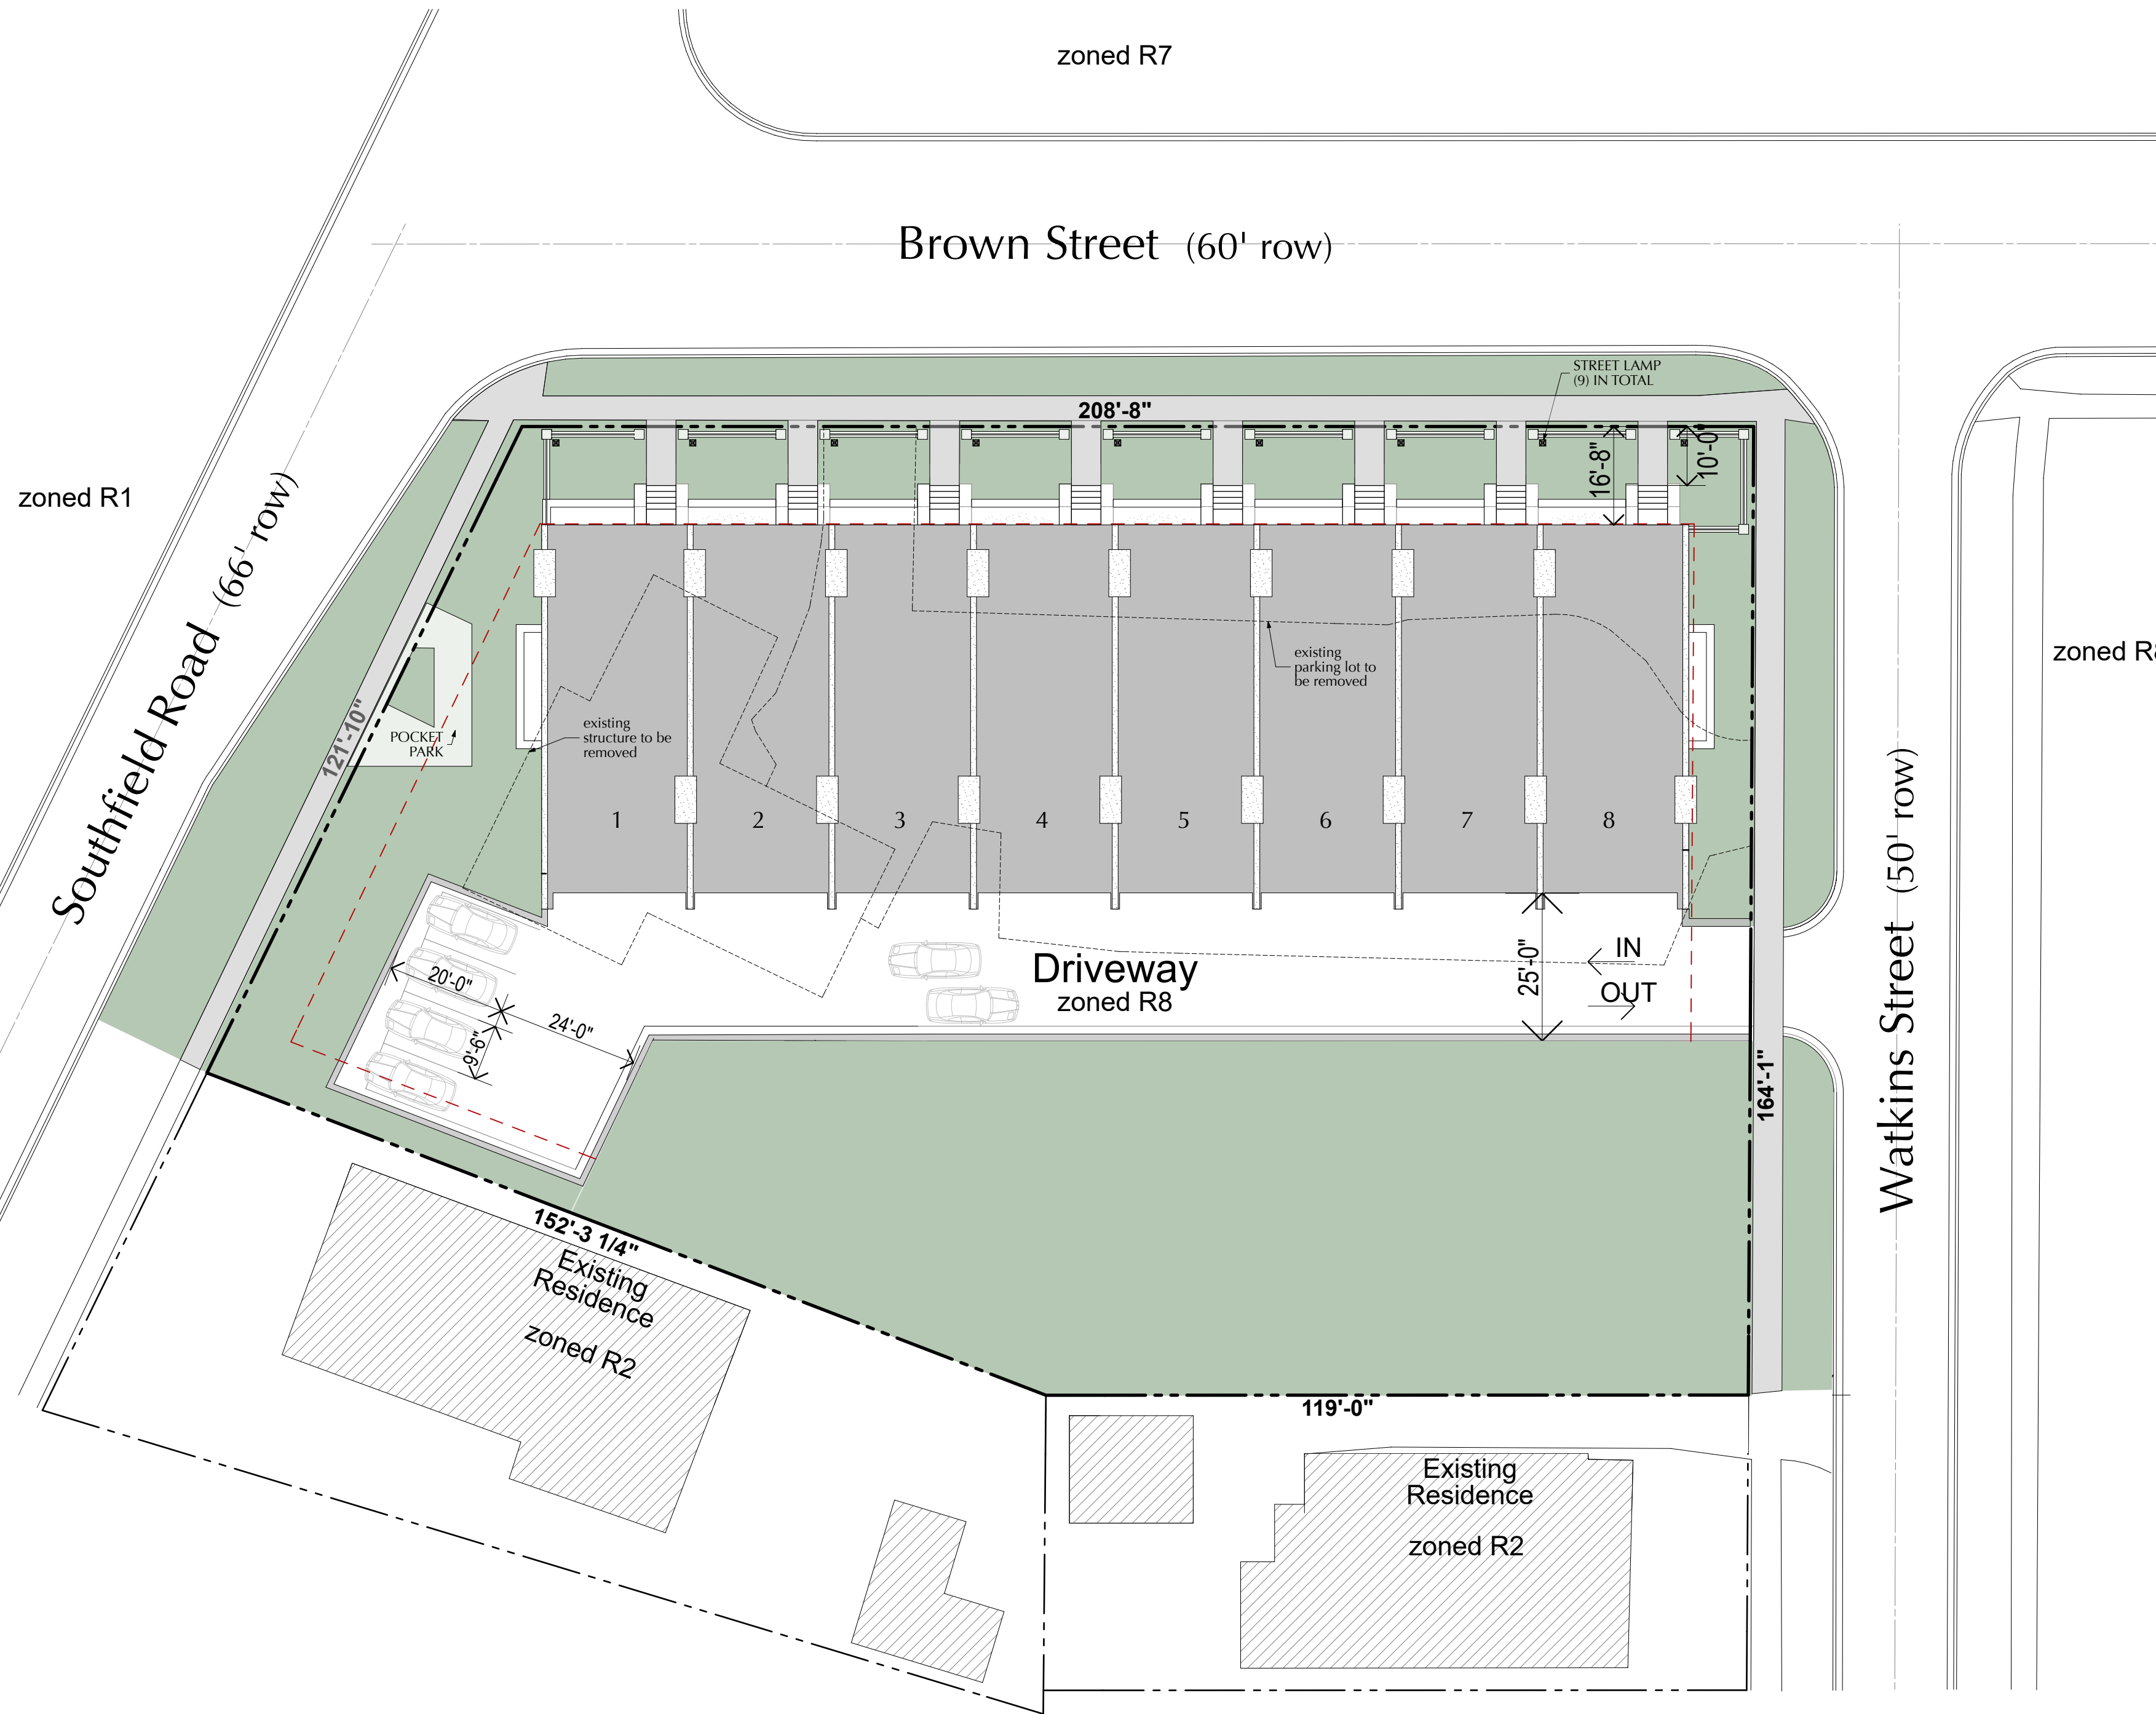 zoned R7
Brown Street (60' row)
STREET LAMP
(9) IN TOTAL
208'-8"
16'-8"
10'-0"
zoned R1
Southfield Road (66' row)
121'-10"
POCKET
PARK
existing
structure to be
removed
existing
parking lot to
be removed
1
2
3
4
5
6
7
8
Driveway
zoned R8
IN
OUT
25'-0"
20'-0"
24'-0"
9'-6"
Watkins Street (50' row)
164'-1"
152'-3 1/4"
Existing
Residence
zoned R2
119'-0"
Existing
Residence
zoned R2
zoned